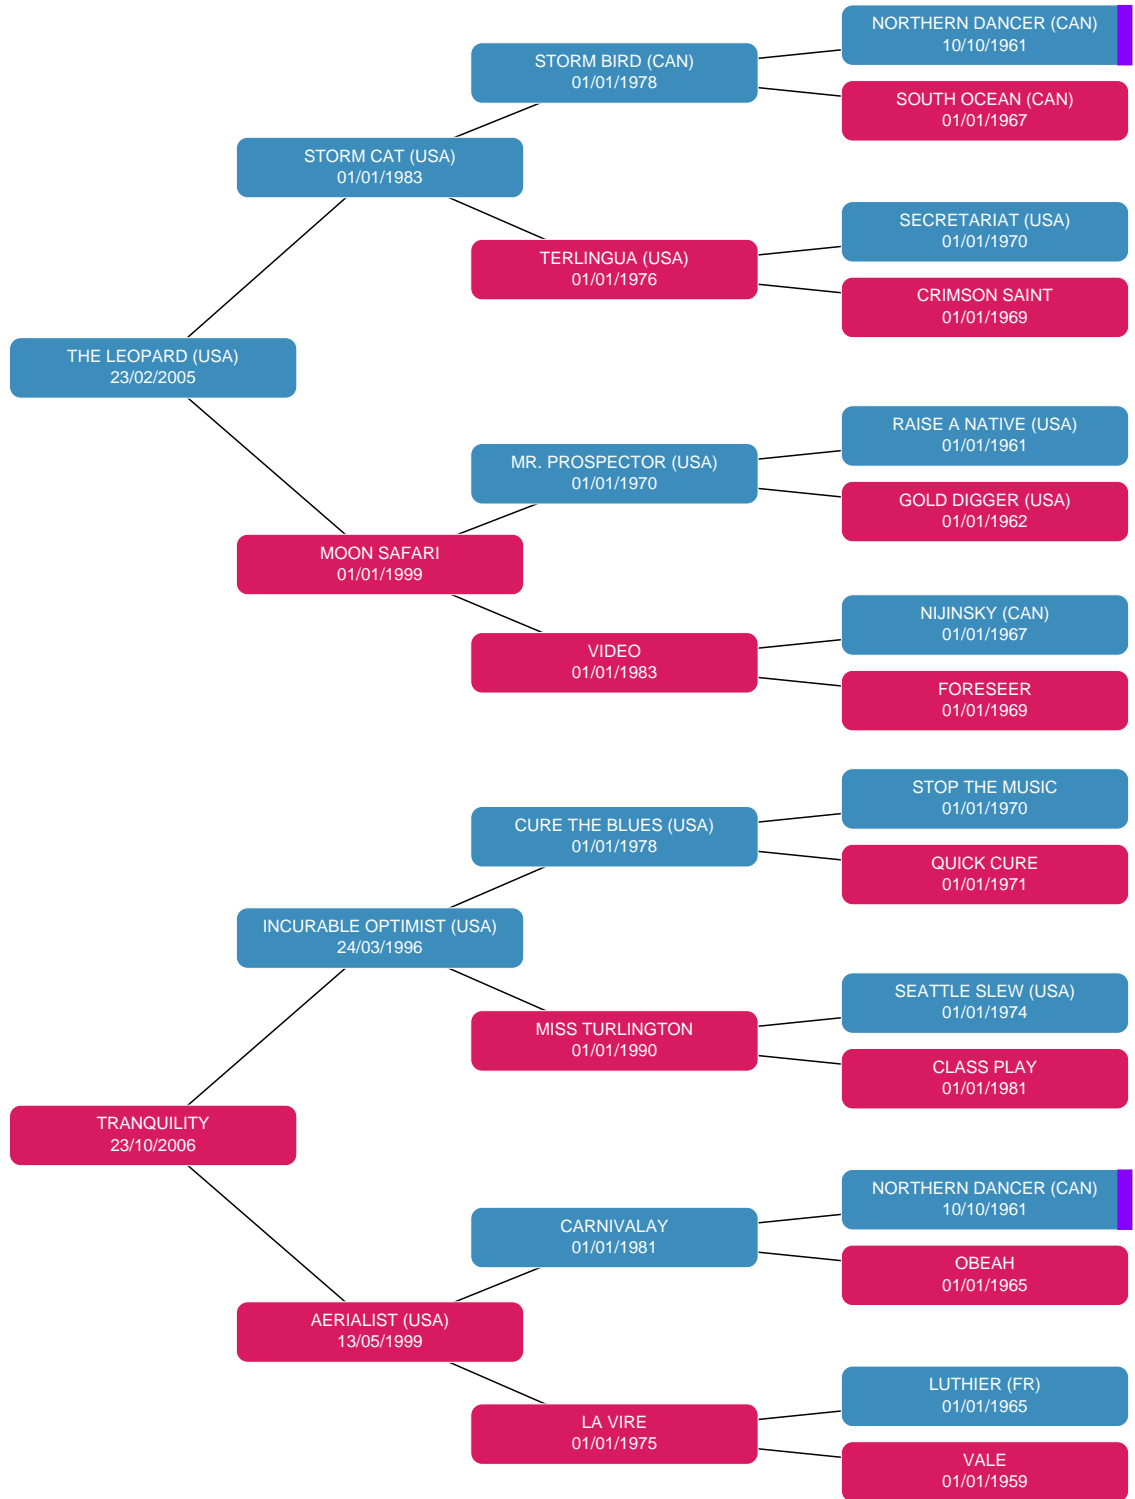 NORTHERN DANCER (CAN)
10/10/1961
STORM BIRD (CAN)
01/01/1978
SOUTH OCEAN (CAN)
01/01/1967
STORM CAT (USA)
01/01/1983
SECRETARIAT (USA)
01/01/1970
TERLINGUA (USA)
01/01/1976
CRIMSON SAINT
01/01/1969
THE LEOPARD (USA)
23/02/2005
RAISE A NATIVE (USA)
01/01/1961
MR. PROSPECTOR (USA)
01/01/1970
GOLD DIGGER (USA)
01/01/1962
MOON SAFARI
01/01/1999
NIJINSKY (CAN)
01/01/1967
VIDEO
01/01/1983
FORESEER
01/01/1969
STOP THE MUSIC
01/01/1970
CURE THE BLUES (USA)
01/01/1978
QUICK CURE
01/01/1971
INCURABLE OPTIMIST (USA)
24/03/1996
SEATTLE SLEW (USA)
01/01/1974
MISS TURLINGTON
01/01/1990
CLASS PLAY
01/01/1981
TRANQUILITY
23/10/2006
NORTHERN DANCER (CAN)
10/10/1961
CARNIVALAY
01/01/1981
OBEAH
01/01/1965
AERIALIST (USA)
13/05/1999
LUTHIER (FR)
01/01/1965
LA VIRE
01/01/1975
VALE
01/01/1959